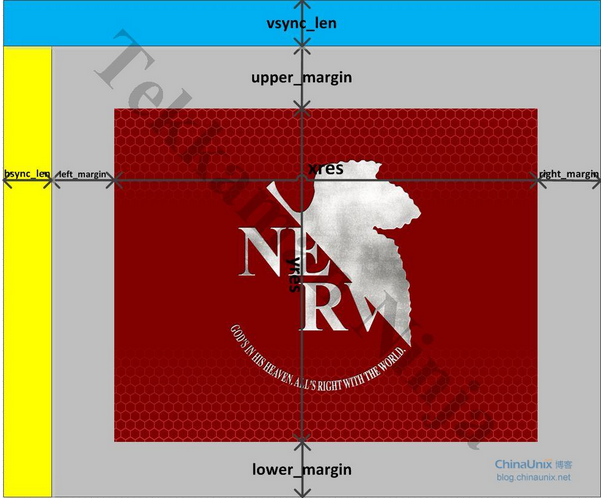 vsync_len
upper_margin
xres
hsync_len
left_margin
right_margin
NE
yres
RV
GOD'S IN HIS HEAVEN. ALL'S RIGHT WITH THE WORLD.
Tekkaman Ninja
lower_margin
ChinaUnix 博客
blog.chinaunix.net